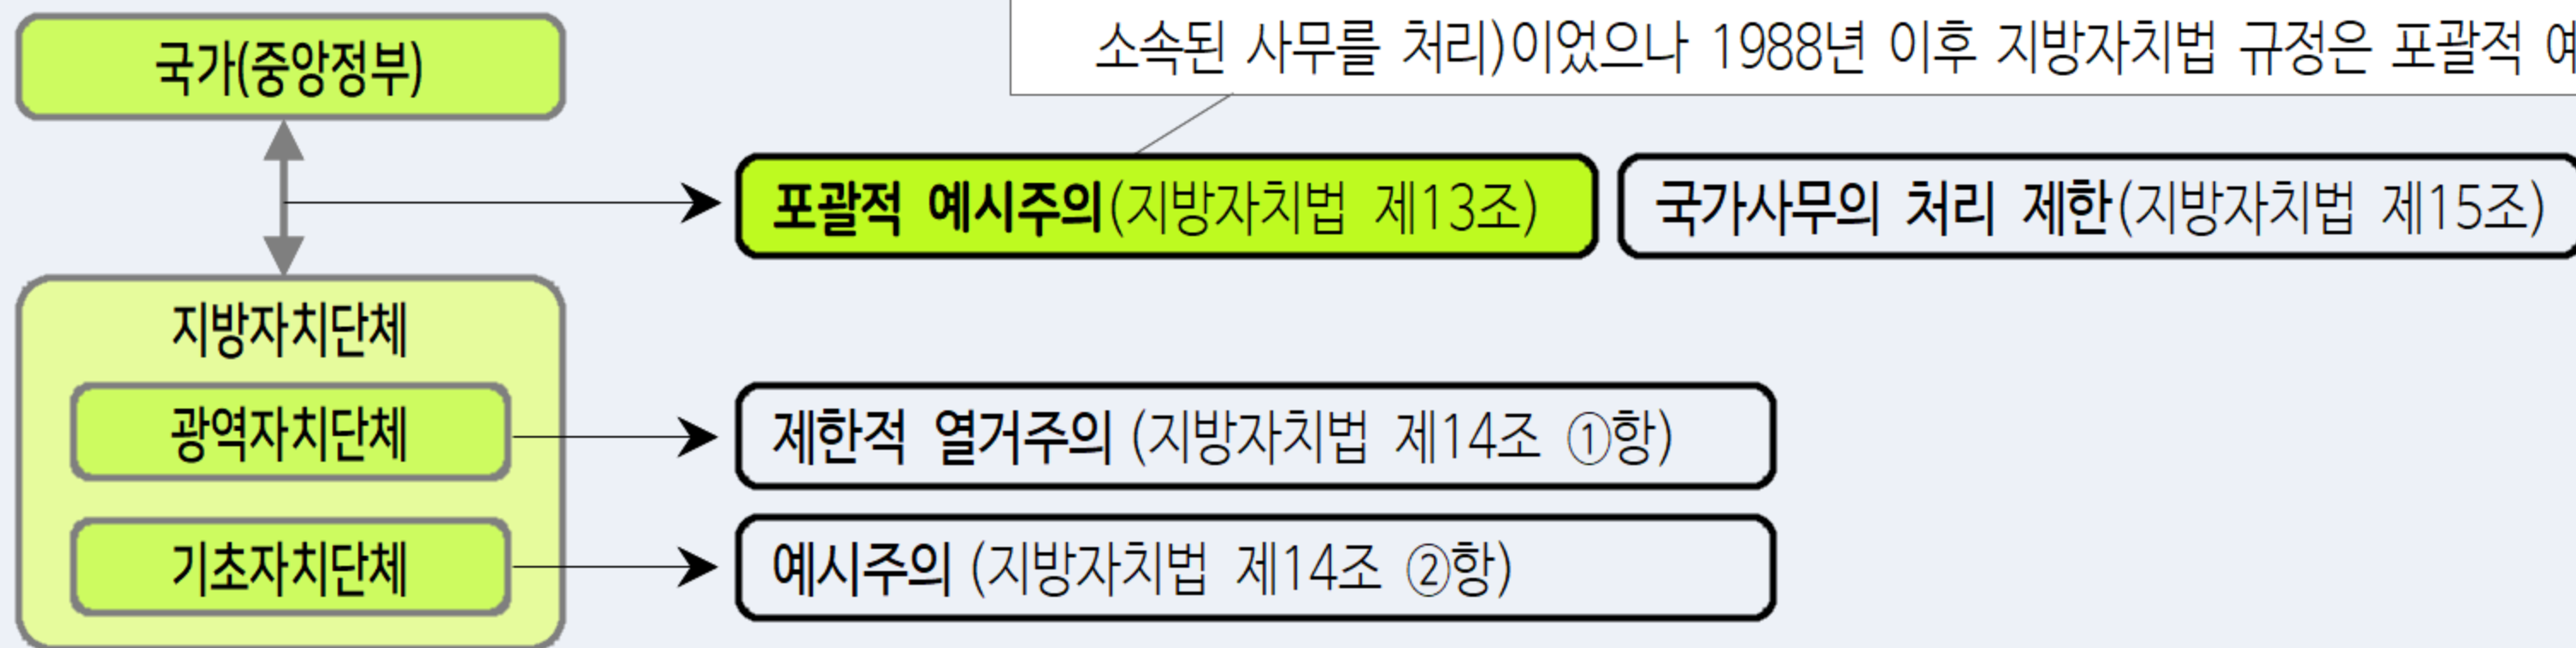 국가(중앙정부)
소속된 사무를 처리)이었으나 1988년 이후 지방자치법 규정은 포괄적
포괄적 예시주의(지방자치법 제13조)
국가사무의 처리 제한(지방자치법 제15조)
지방자치단체
광역자치단체
제한적 열거주의 (지방자치법 제14조 ①항)
기초자치단체
예시주의 (지방자치법 제14조 ②항)